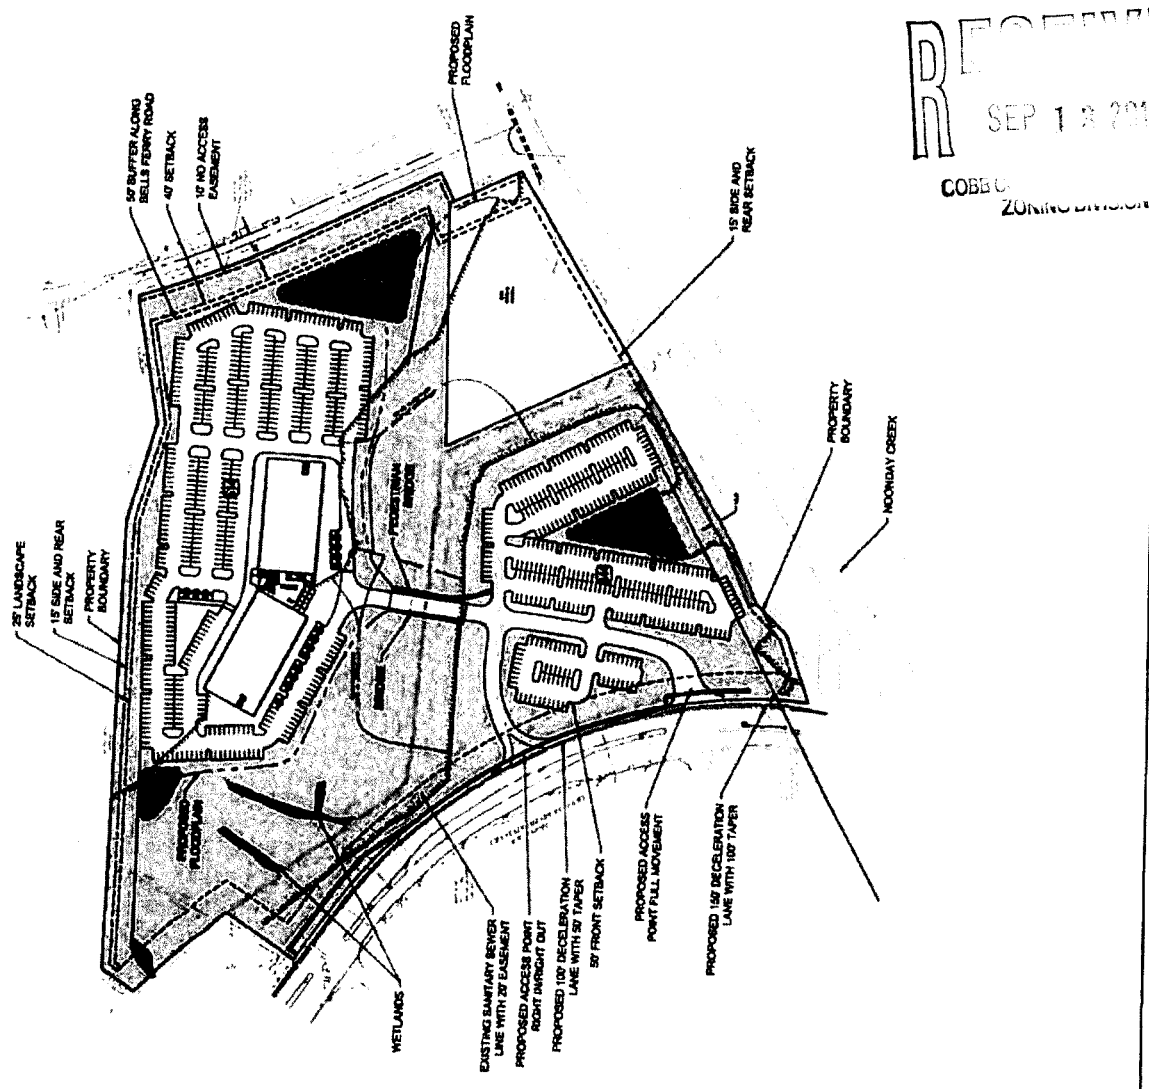 SEP 1
COBB
ZONING DIVISION
PROPOSED
FLOODPLAIN
50' BUFFER ALONG
BELLS FERRY ROAD
40' SETBACK
10' NO ACCESS
EASEMENT
15' SIDE AND
REAR SETBACK
25' LANDSCAPE
SETBACK
15' SIDE AND REAR
SETBACK
PROPERTY
BOUNDARY
PEDESTRIAN
BRIDGE
BRIDGE
PROPERTY
BOUNDARY
NOONDAY CREEK
PROPOSED
FLOODPLAIN
WETLANDS
EXISTING SANITARY SEWER
LINE WITH 20' EASEMENT
PROPOSED ACCESS POINT
RIGHT IN/RIGHT OUT
PROPOSED 100' DECELERATION
LANE WITH 50' TAPER
50' FRONT SETBACK
PROPOSED ACCESS
POINT FULL MOVEMENT
PROPOSED 150' DECELERATION
LANE WITH 100' TAPER